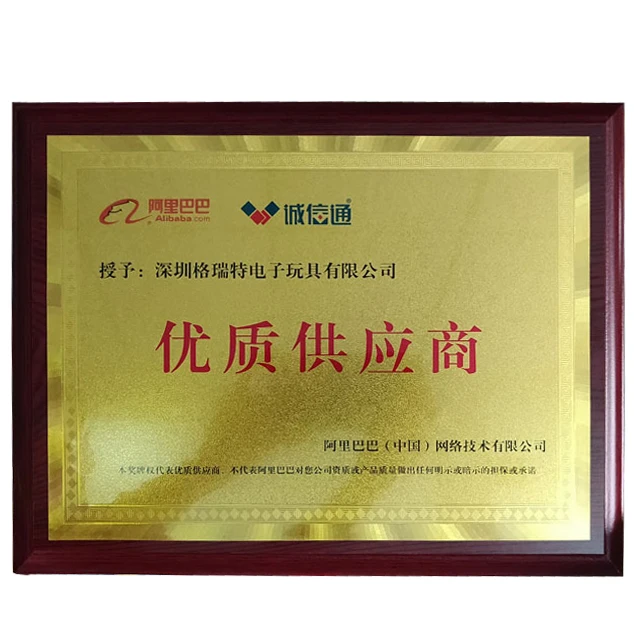 阿里巴巴 Alibaba.com 诚信通
授予：深圳格瑞特电子玩具有限公司
优质供应商
阿里巴巴（中国）网络技术有限公司
本奖牌仅代表优质供应商、不代表阿里巴巴对您公司资质或产品质量做出任何明示或暗示的担保或承诺